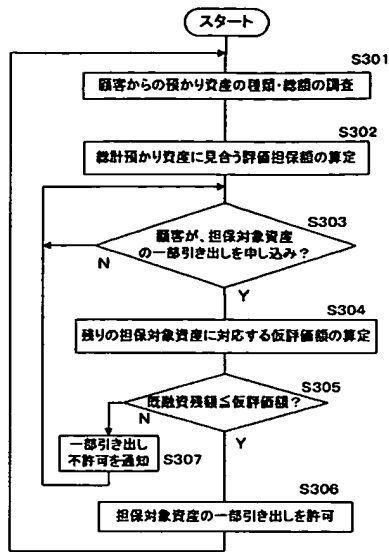 スタート
S301
顧客からの預かり資産の種類・総額の調査
S302
総計預かり資産に見合う評価担保額の算定
S303
顧客が、担保対象資産
の一部引き出しを申し込み？
N
Y
S304
残りの担保対象資産に対応する仮評価額の算定
S305
既融資残額≦仮評価額？
N
Y
一部引き出し
不許可を通知
S307
S306
担保対象資産の一部引き出しを許可